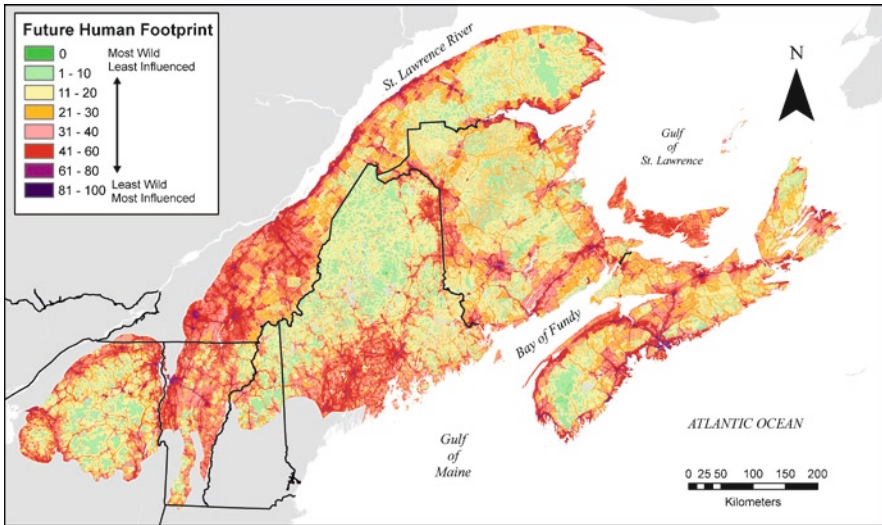 Future Human Footprint
0
1 - 10
11 - 20
21 - 30
31 - 40
41 - 60
61 - 80
81 - 100
Most Wild
Least Influenced
Least Wild
Most Influenced
St. Lawrence River
N
Gulf
of
St. Lawrence
Bay of Fundy
Gulf
of
Maine
ATLANTIC OCEAN
0 25 50 100 150 200
Kilometers